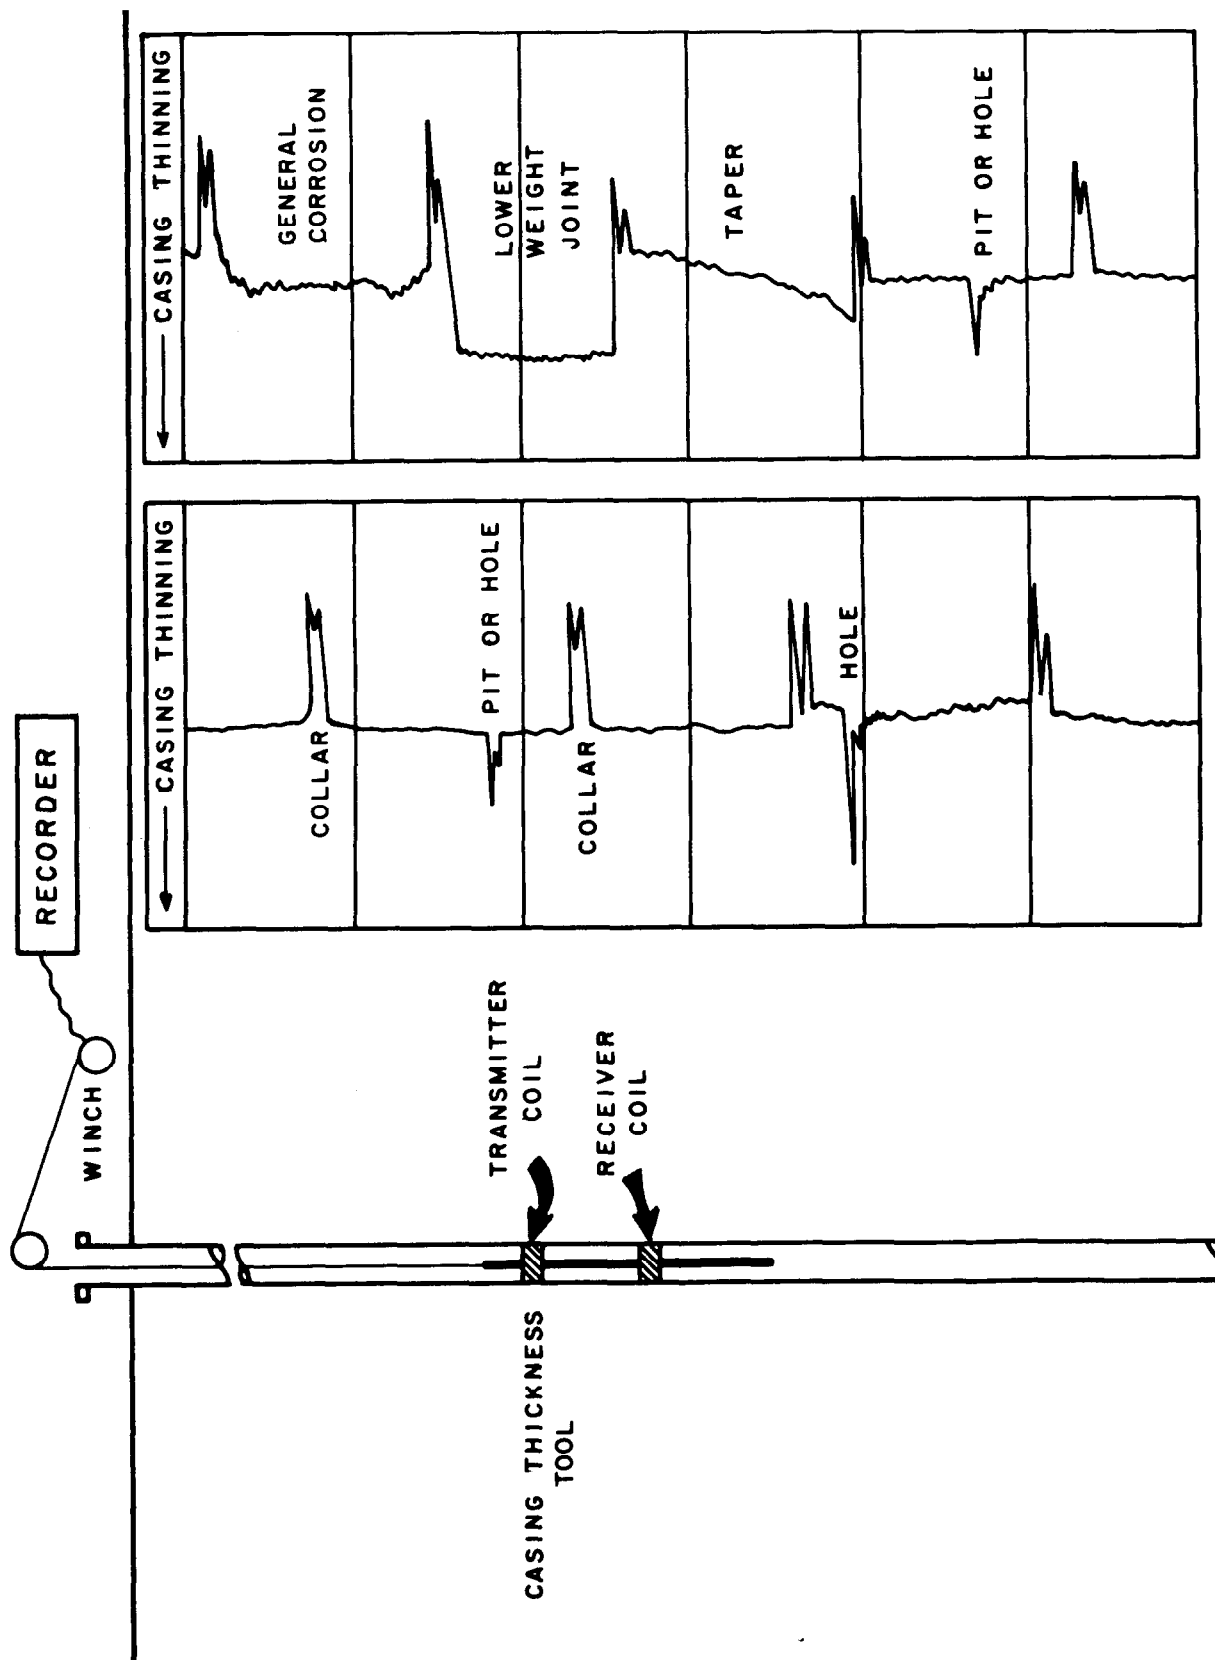 RECORDER
WINCH
TRANSMITTER
COIL
RECEIVER
COIL
CASING THICKNESS
TOOL
CASING THINNING
COLLAR
PIT OR HOLE
COLLAR
HOLE
CASING THINNING
GENERAL
CORROSION
LOWER
WEIGHT
JOINT
TAPER
PIT OR HOLE